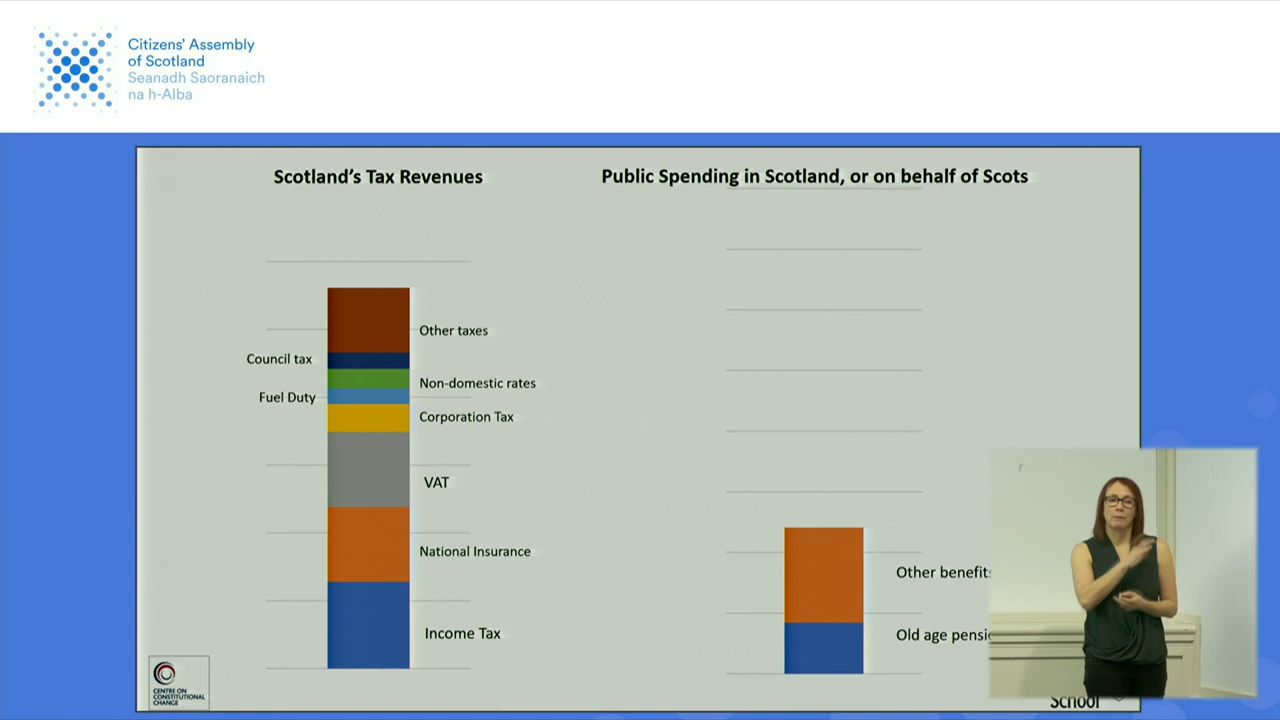 Citizens’ Assembly
of Scotland
Seanadh Saoranaich
na h-Alba
Scotland’s Tax Revenues
Public Spending in Scotland, or on behalf of Scots
Other taxes
Council tax
Non-domestic rates
Fuel Duty
Corporation Tax
VAT
National Insurance
Income Tax
Other benefits
Old age pensi
CENTRE ON
CONSTITUTIONAL
CHANGE
School